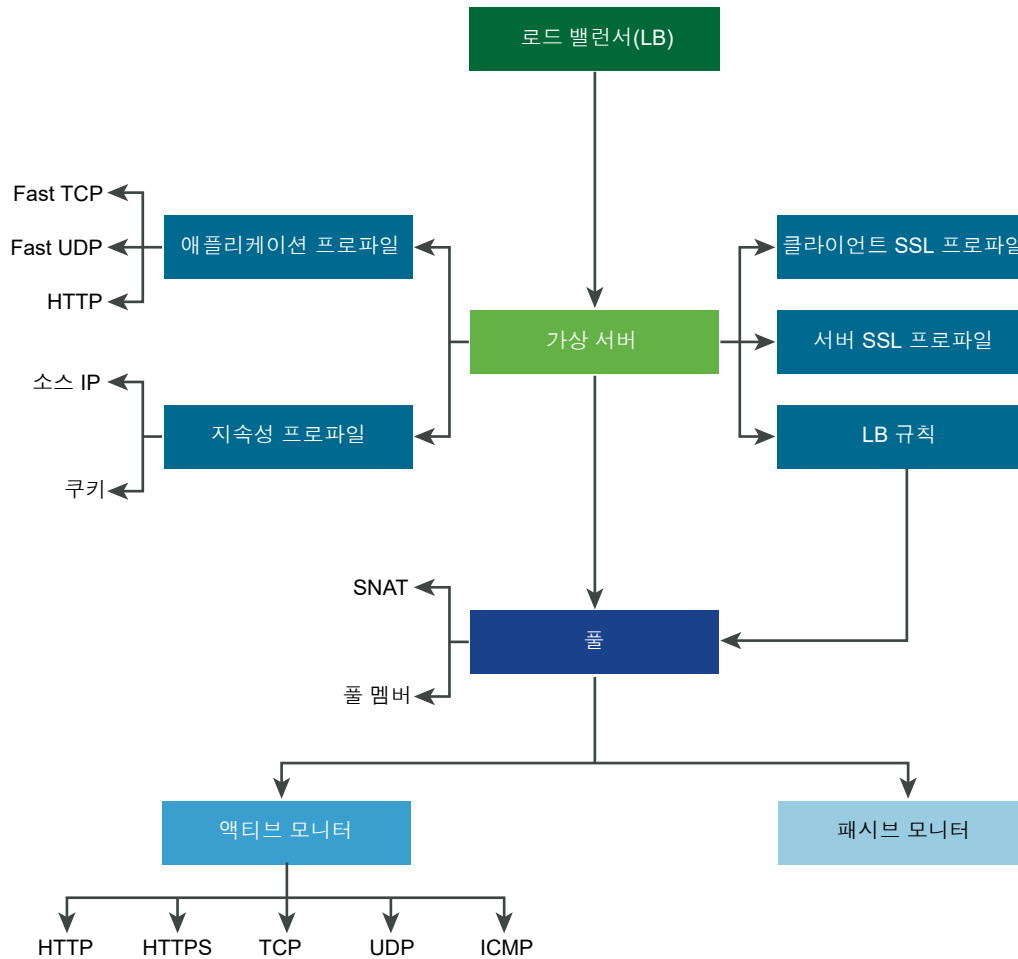 로드 밸런서(LB)
Fast TCP
Fast UDP
HTTP
애플리케이션 프로파일
클라이언트 SSL 프로파일
가상 서버
서버 SSL 프로파일
소스 IP
쿠키
지속성 프로파일
LB 규칙
SNAT
풀
풀 멤버
액티브 모니터
패시브 모니터
HTTP
HTTPS
TCP
UDP
ICMP